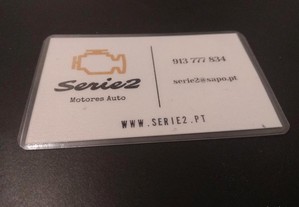 Serie2
Motores Auto
913 777 834
serie2@sapo.pt
WWW.SERIE2.PT